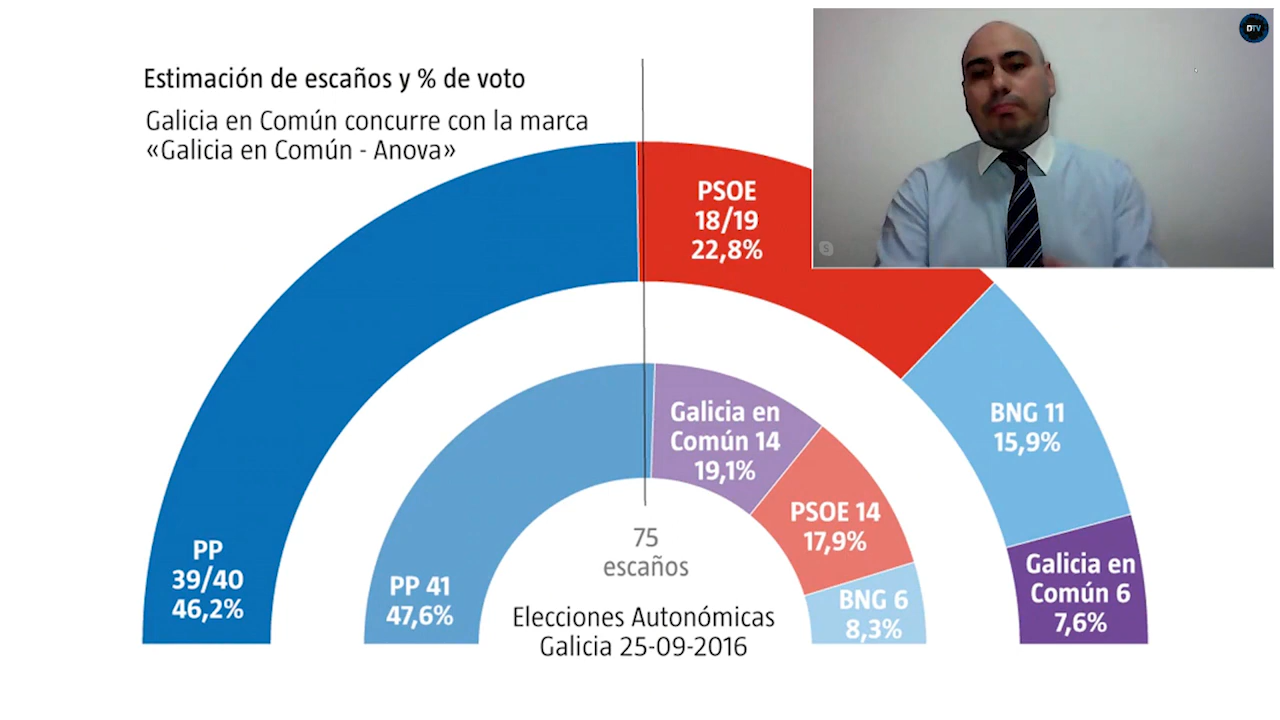 Estimación de escaños y % de voto
Galicia en Común concurre con la marca
«Galicia en Común - Anova»
DTV
PSOE
18/19
22,8%
BNG 11
15,9%
Galicia en
Común 6
7,6%
PP
39/40
46,2%
Galicia en
Común 14
19,1%
PSOE 14
17,9%
BNG 6
8,3%
PP 41
47,6%
75
escaños
Elecciones Autonómicas
Galicia 25-09-2016